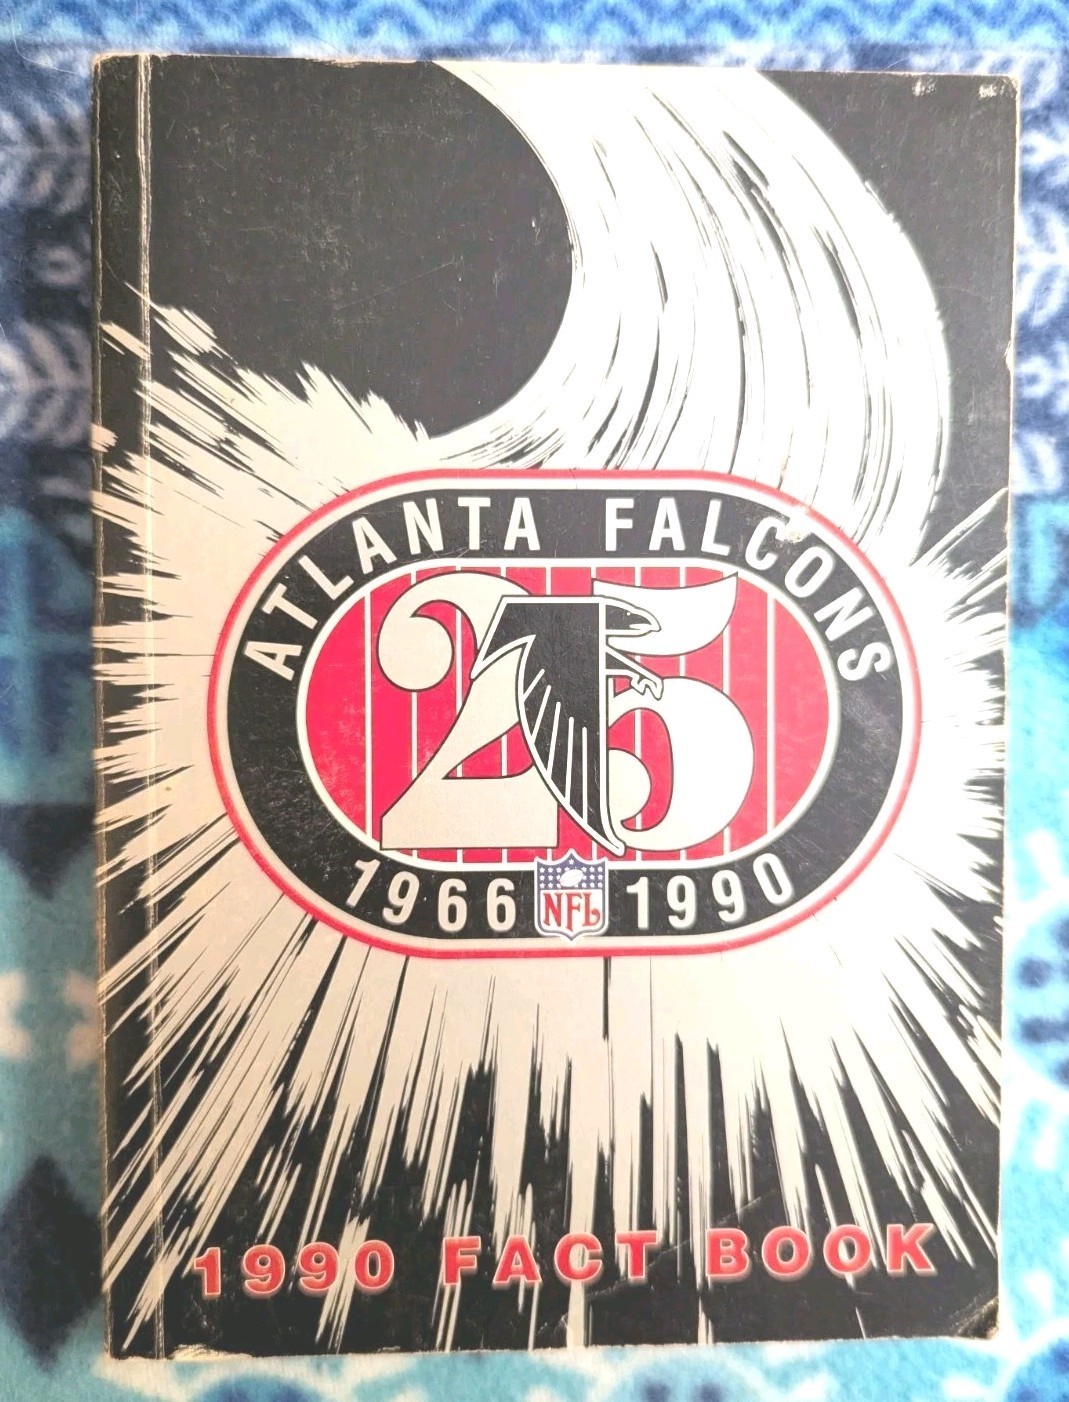 ATLANTA FALCONS
25
1966 NFL 1990
1990 FACT BOOK